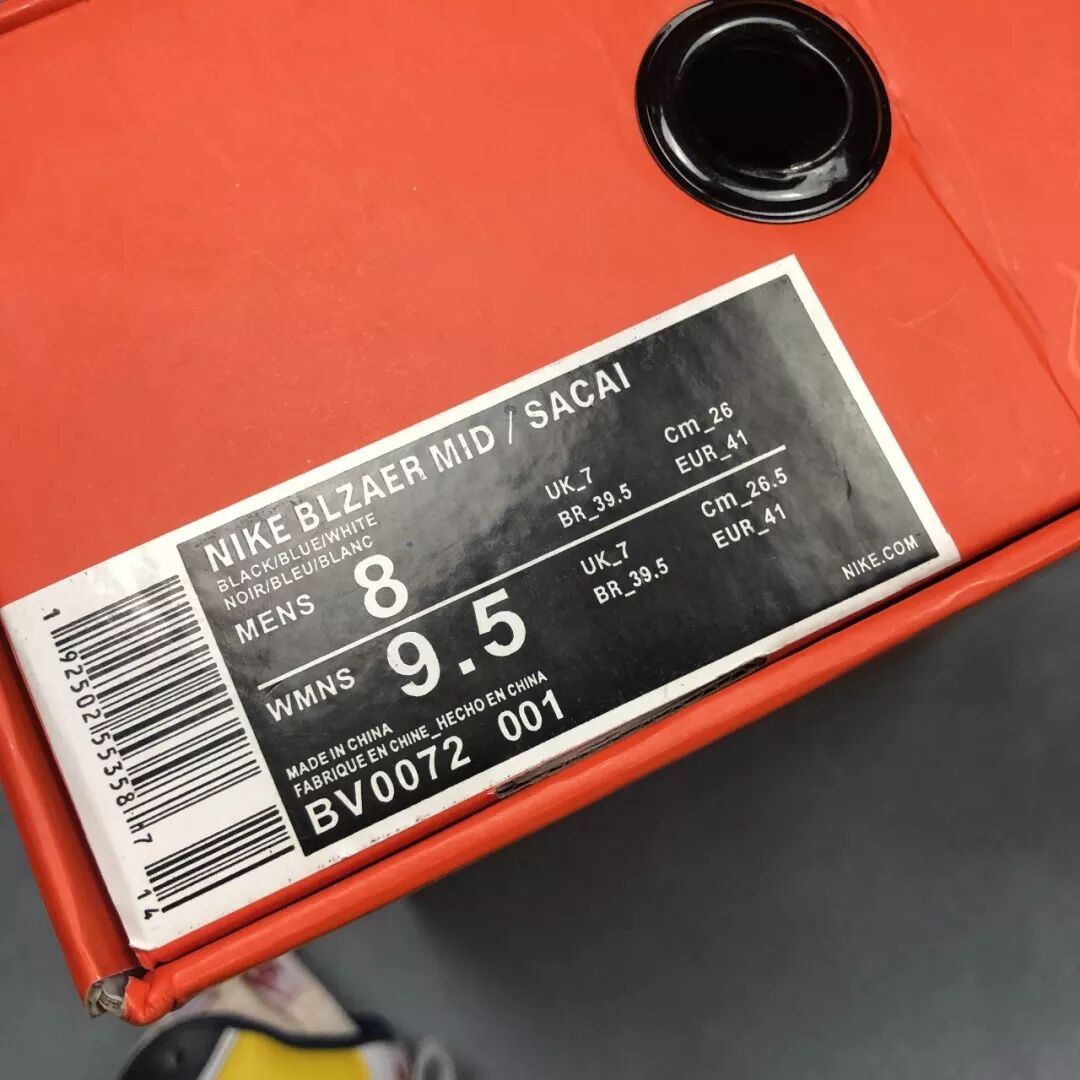 NIKE BLZAER MID / SACAI
BLACK/BLUE/WHITE
NOIR/BLEU/BLANC
MENS 8 UK_7 cm_26
BR_39.5 EUR_41
WMNS 9.5 UK_7 cm_26.5
BR_39.5 EUR_41
MADE IN CHINA
FABRIQUE EN CHINE_HECHO EN CHINA
BV0072 001
NIKE.COM
1 92502 55358 7
14